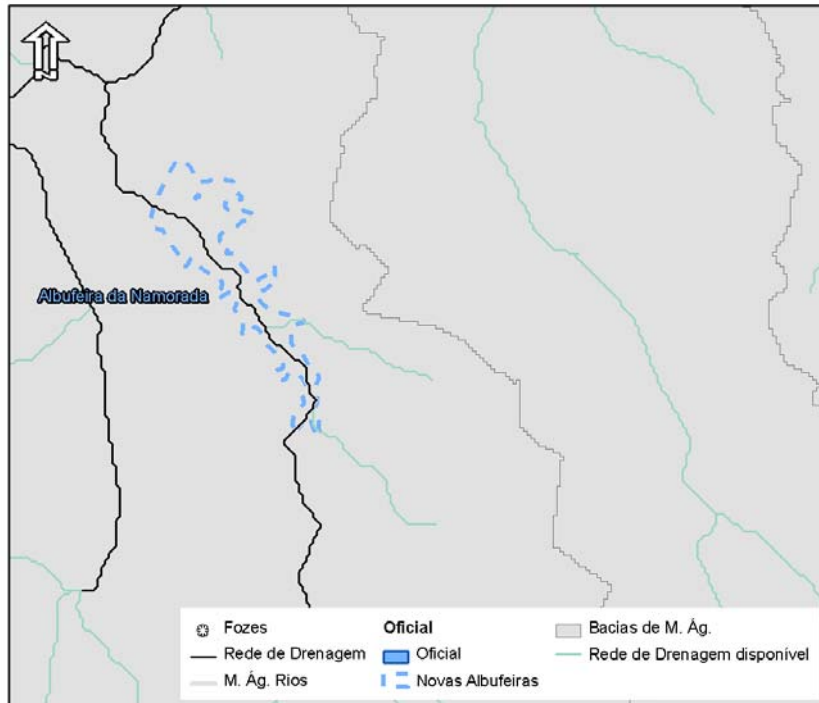 N
Albufeira da Namorada
Fozes
Rede de Drenagem
M. Ág. Rios
Oficial
Oficial
Novas Albufeiras
Bacias de M. Ág.
Rede de Drenagem disponível